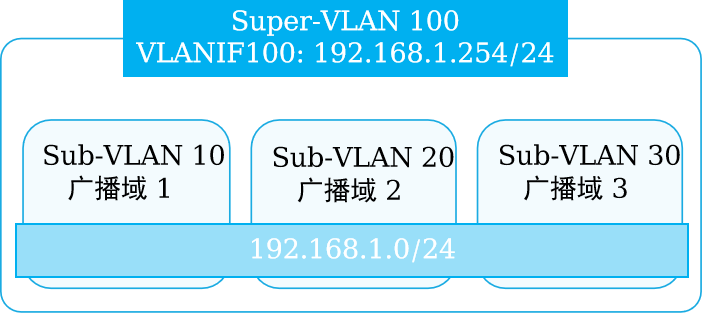 Super-VLAN 100
VLANIF100: 192.168.1.254/24
Sub-VLAN 10
广播域 1
Sub-VLAN 20
广播域 2
Sub-VLAN 30
广播域 3
192.168.1.0/24